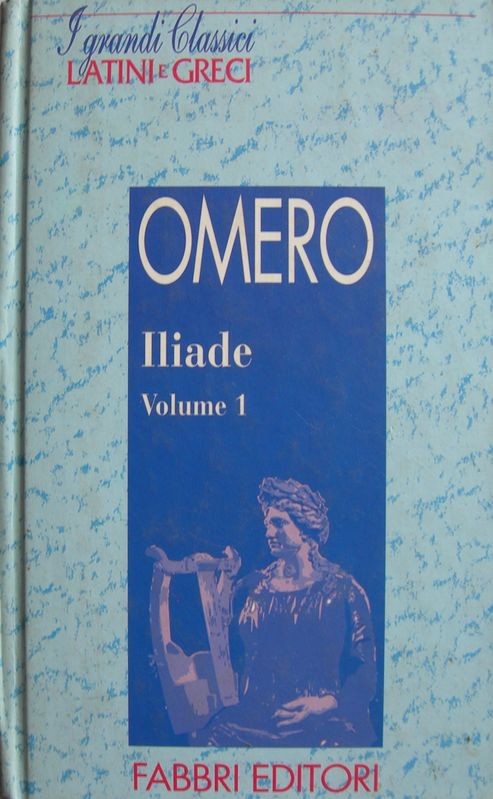 I grandi Classici
LATINI E GRECI
OMERO
Iliade
Volume 1
FABBRI EDITORI